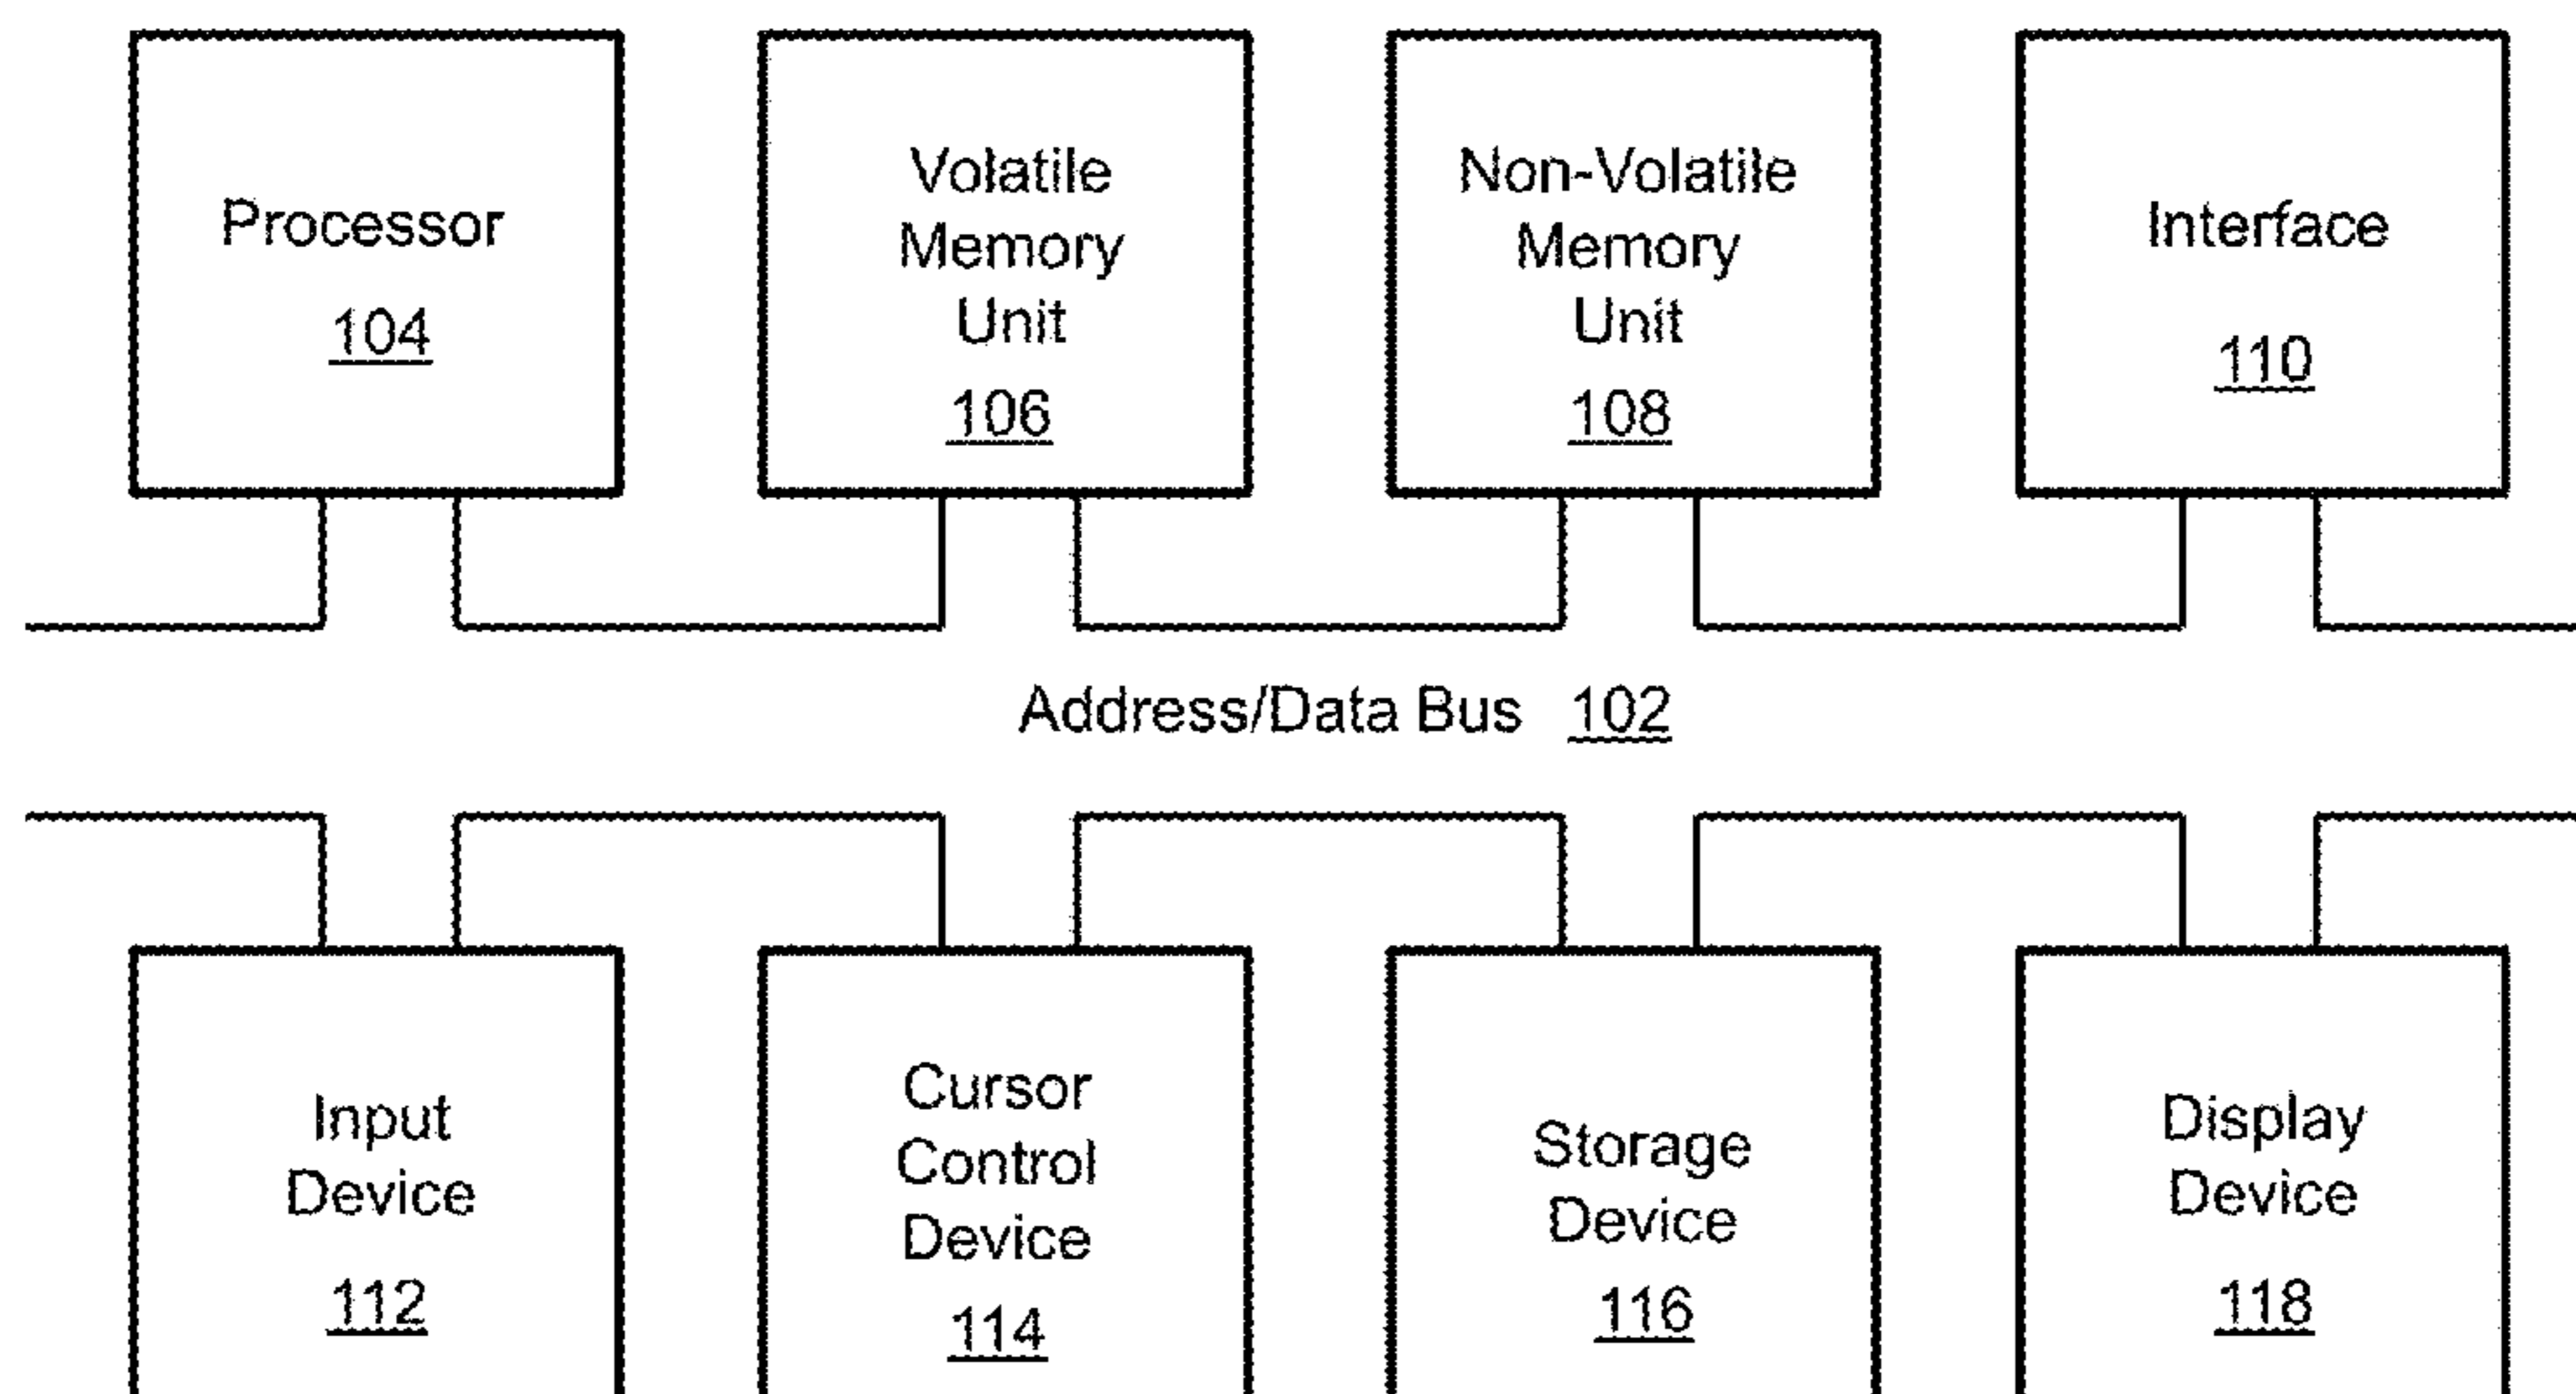 Processor
104
Volatile
Memory
Unit
106
Non-Volatile
Memory
Unit
108
Interface
110
Address/Data Bus 102
Input
Device
112
Cursor
Control
Device
114
Storage
Device
116
Display
Device
118